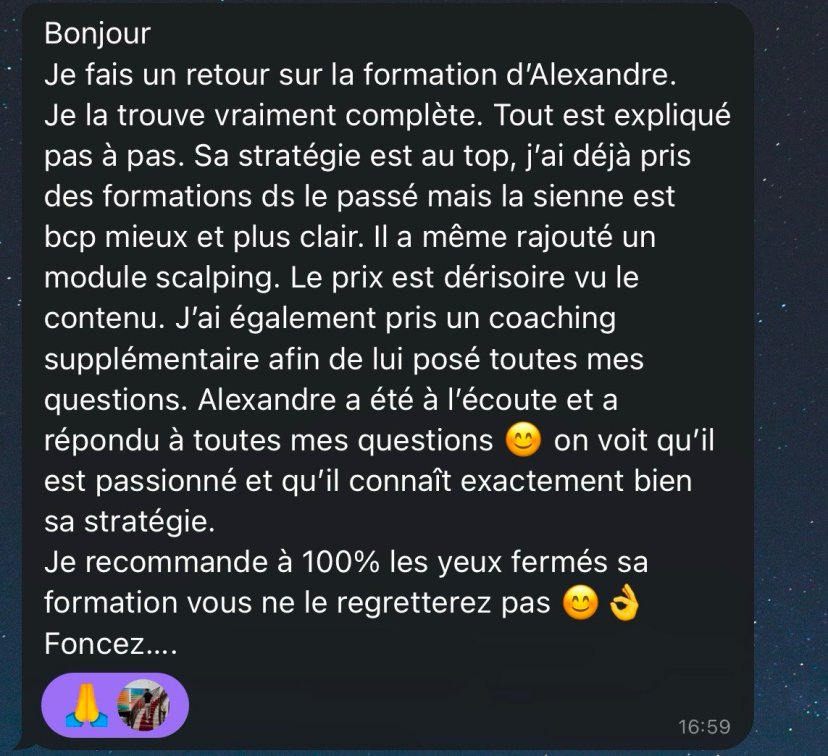 Bonjour
Je fais un retour sur la formation d’Alexandre.
Je la trouve vraiment complète. Tout est expliqué
pas à pas. Sa stratégie est au top, j’ai déjà pris
des formations ds le passé mais la sienne est
bcp mieux et plus clair. Il a même rajouté un
module scalping. Le prix est dérisoire vu le
contenu. J’ai également pris un coaching
supplémentaire afin de lui posé toutes mes
questions. Alexandre a été à l’écoute et a
répondu à toutes mes questions 😊 on voit qu’il
est passionné et qu’il connaît exactement bien
sa stratégie.
Je recommande à 100% les yeux fermés sa
formation vous ne le regretterez pas 😊 👌
Foncez....
🙏
16:59